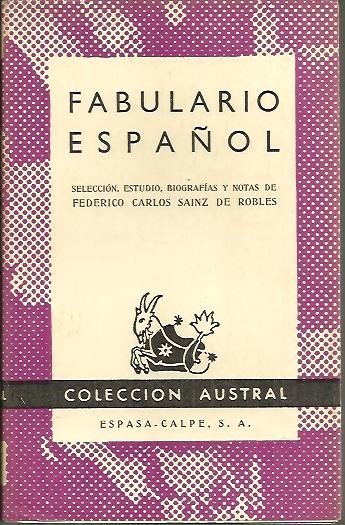 FABULARIO
ESPAÑOL
SELECCIÓN, ESTUDIO, BIOGRAFÍAS Y NOTAS DE
FEDERICO CARLOS SAINZ DE ROBLES
L
COLECCION AUSTRAL
ESPASA-CALPE, S. A.